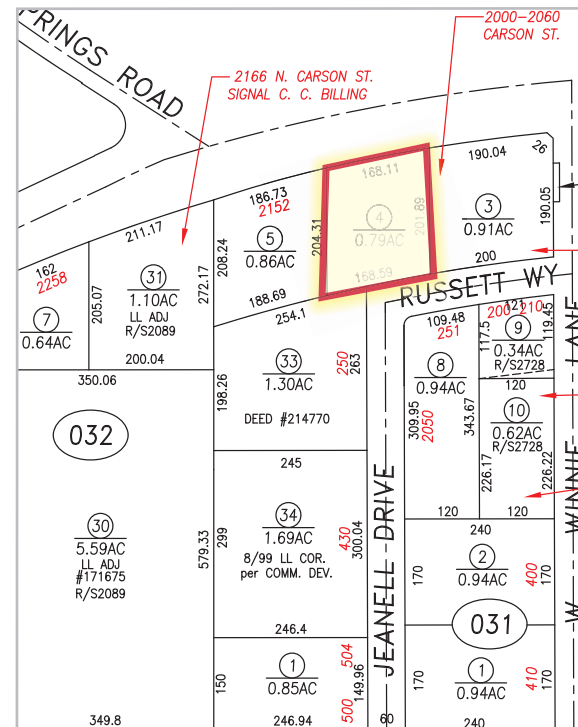 PRINGS ROAD
2000-2060
CARSON ST.
2166 N. CARSON ST.
SIGNAL C. C. BILLING
190.04
26
168.11
186.73
2152
211.17
162
2258
7
0.64AC
205.07
31
1.10AC
LL ADJ
R/S2089
272.17
200.04
208.24
5
0.86AC
204.31
4
0.79AC
201.89
168.59
3
0.91AC
190.05
200
188.69
254.1
RUSSETT WY
350.06
198.26
33
1.30AC
250
263
DEED #214770
245
109.48
251
8
0.94AC
309.95
2050
343.67
121
200
210
117.5
119.45
9
0.34AC
R/S2728
120
10
0.62AC
R/S2728
226.17
226.22
120
120
240
032
30
5.59AC
LL ADJ
#171675
R/S2089
579.33
299
34
1.69AC
8/99 LL COR.
per COMM. DEV.
430
300.04
246.4
JEANELL DRIVE
W WINNIE LANE
170
2
0.94AC
400
170
031
150
1
0.85AC
504
149.96
500
246.94
349.8
60
170
1
0.94AC
410
170
240